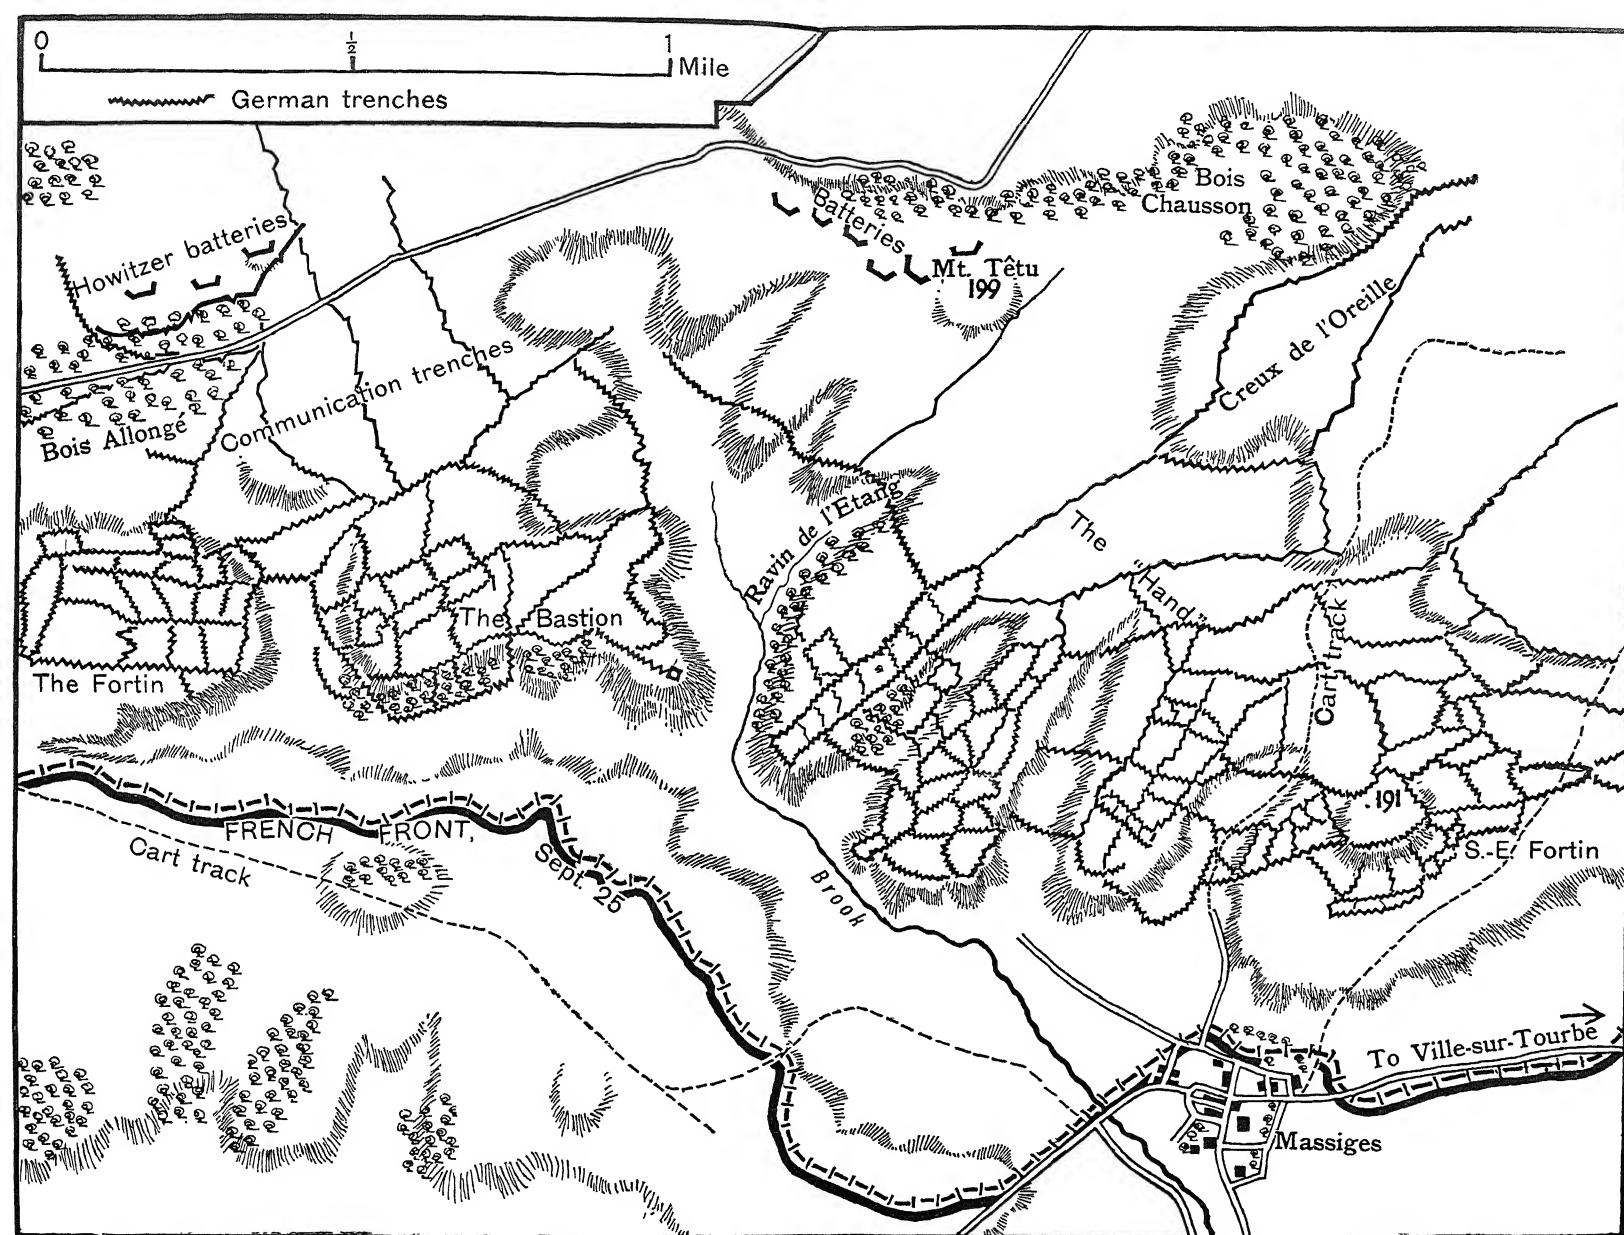 0 ½ 1 Mile
German trenches
Howitzer batteries
Batteries
Bois
Chausson
Mt. Têtu
199
Creux de l'Oreille
Communication trenches
Bois Allongé
Ravin de l'Etang
The "Hand"
The Bastion
The Fortin
Cart track
.191
S.-E. Fortin
FRENCH FRONT,
Sept. 25
Cart track
Brook
To Ville-sur-Tourbe
Massiges